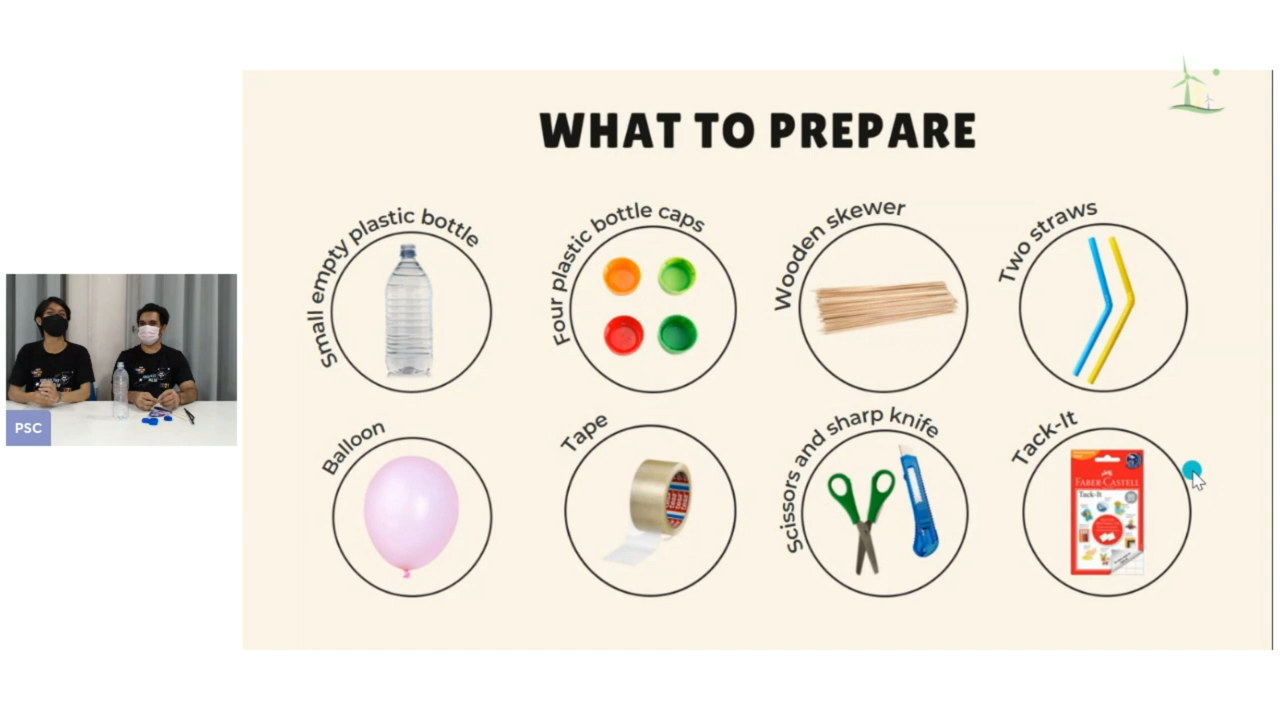 WHAT TO PREPARE
Small empty plastic bottle
Four plastic bottle caps
Wooden skewer
Two straws
Balloon
Tape
Scissors and sharp knife
Tack-It
FABER-CASTELL
Tack-It
PSC